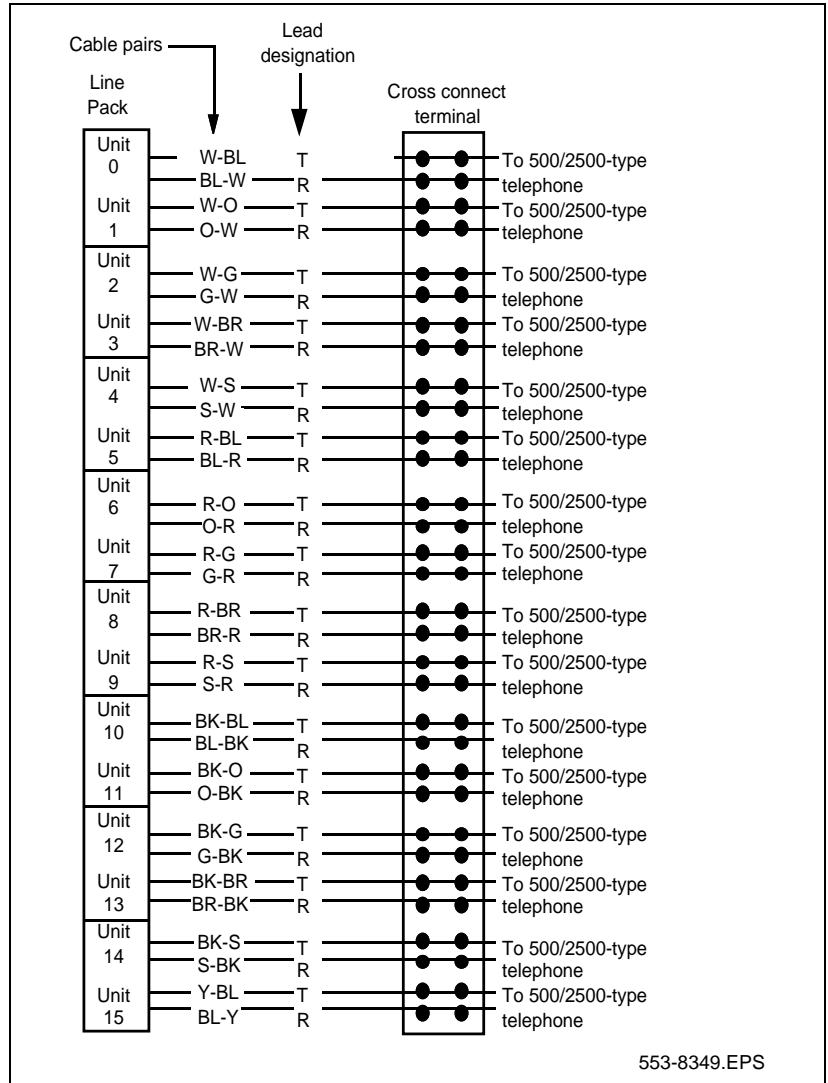 Cable pairs
Lead
designation
Line
Pack
Cross connect
terminal
Unit
0
W-BL T To 500/2500-type
BL-W R telephone
Unit
1
W-O T To 500/2500-type
O-W R telephone
Unit
2
W-G T To 500/2500-type
G-W R telephone
Unit
3
W-BR T To 500/2500-type
BR-W R telephone
Unit
4
W-S T To 500/2500-type
S-W R telephone
Unit
5
R-BL T To 500/2500-type
BL-R R telephone
Unit
6
R-O T To 500/2500-type
O-R R telephone
Unit
7
R-G T To 500/2500-type
G-R R telephone
Unit
8
R-BR T To 500/2500-type
BR-R R telephone
Unit
9
R-S T To 500/2500-type
S-R R telephone
Unit
10
BK-BL T To 500/2500-type
BL-BK R telephone
Unit
11
BK-O T To 500/2500-type
O-BK R telephone
Unit
12
BK-G T To 500/2500-type
G-BK R telephone
Unit
13
BK-BR T To 500/2500-type
BR-BK R telephone
Unit
14
BK-S T To 500/2500-type
S-BK R telephone
Unit
15
Y-BL T To 500/2500-type
BL-Y R telephone
553-8349.EPS